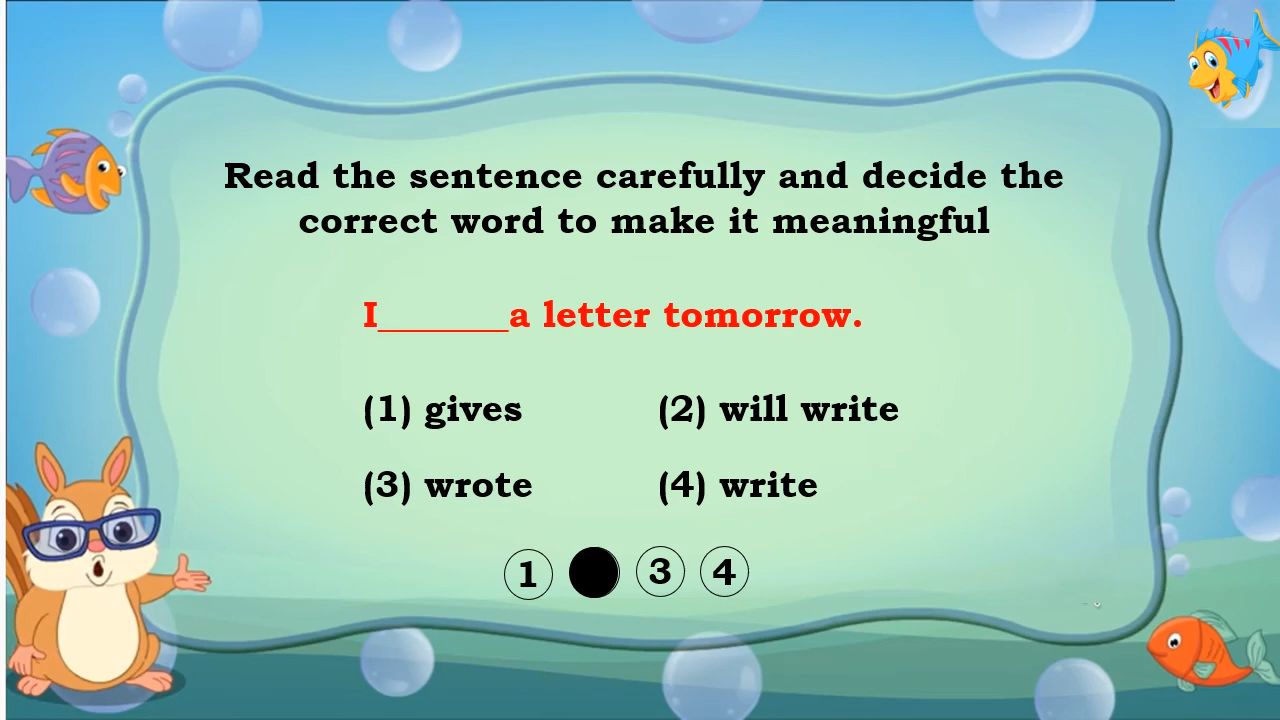 Read the sentence carefully and decide the
correct word to make it meaningful
I_______a letter tomorrow.
(1) gives (2) will write
(3) wrote (4) write
1 3 4